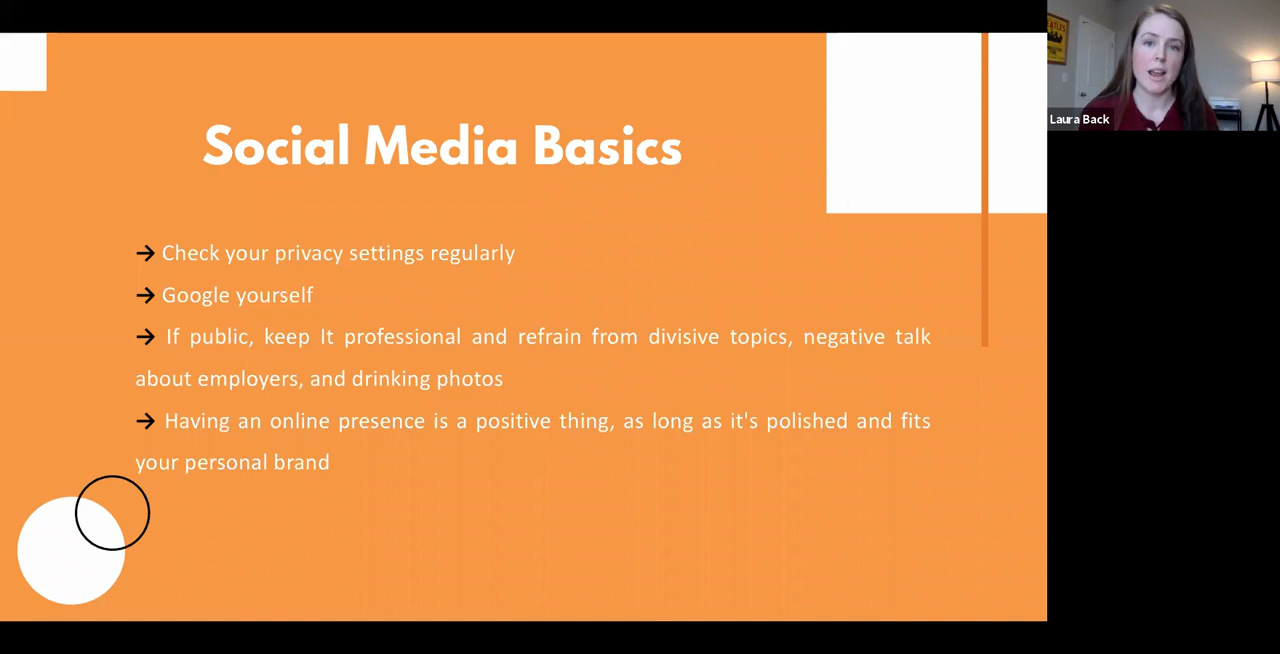 Social Media Basics
→ Check your privacy settings regularly
→ Google yourself
→ If public, keep It professional and refrain from divisive topics, negative talk
about employers, and drinking photos
→ Having an online presence is a positive thing, as long as it's polished and fits
your personal brand
Laura Back